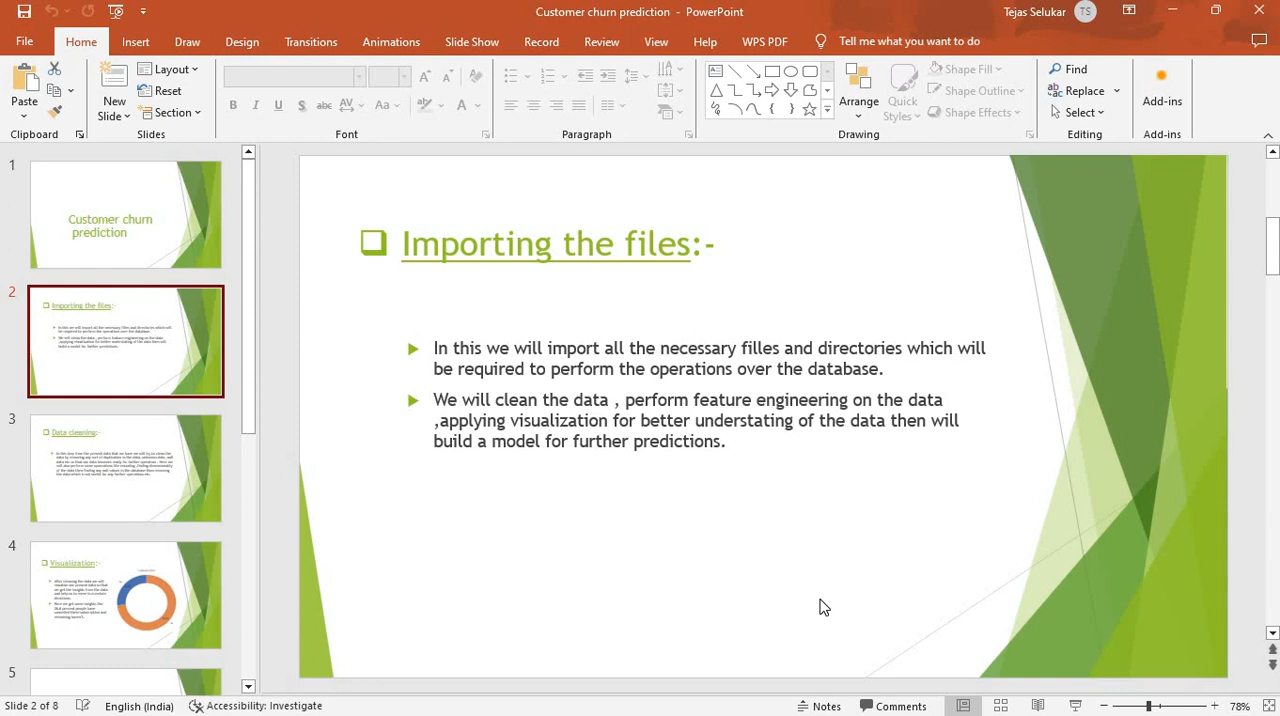 Customer churn prediction - PowerPoint
Tejas Selukar
TS
File
Home
Insert
Draw
Design
Transitions
Animations
Slide Show
Record
Review
View
Help
WPS PDF
Tell me what you want to do
Paste
Clipboard
New
Slide
Layout
Reset
Section
Slides
Font
Paragraph
Arrange
Quick
Styles
Shape Fill
Shape Outline
Shape Effects
Drawing
Find
Replace
Select
Editing
Add-ins
Add-ins
1
Customer churn
prediction
2
Importing the files:-
3
Data cleaning:-
4
Visualization:-
5
Importing the files:-
In this we will import all the necessary filles and directories which will
be required to perform the operations over the database.
We will clean the data , perform feature engineering on the data
,applying visualization for better understating of the data then will
build a model for further predictions.
Slide 2 of 8
English (India)
Accessibility: Investigate
Notes
Comments
78%